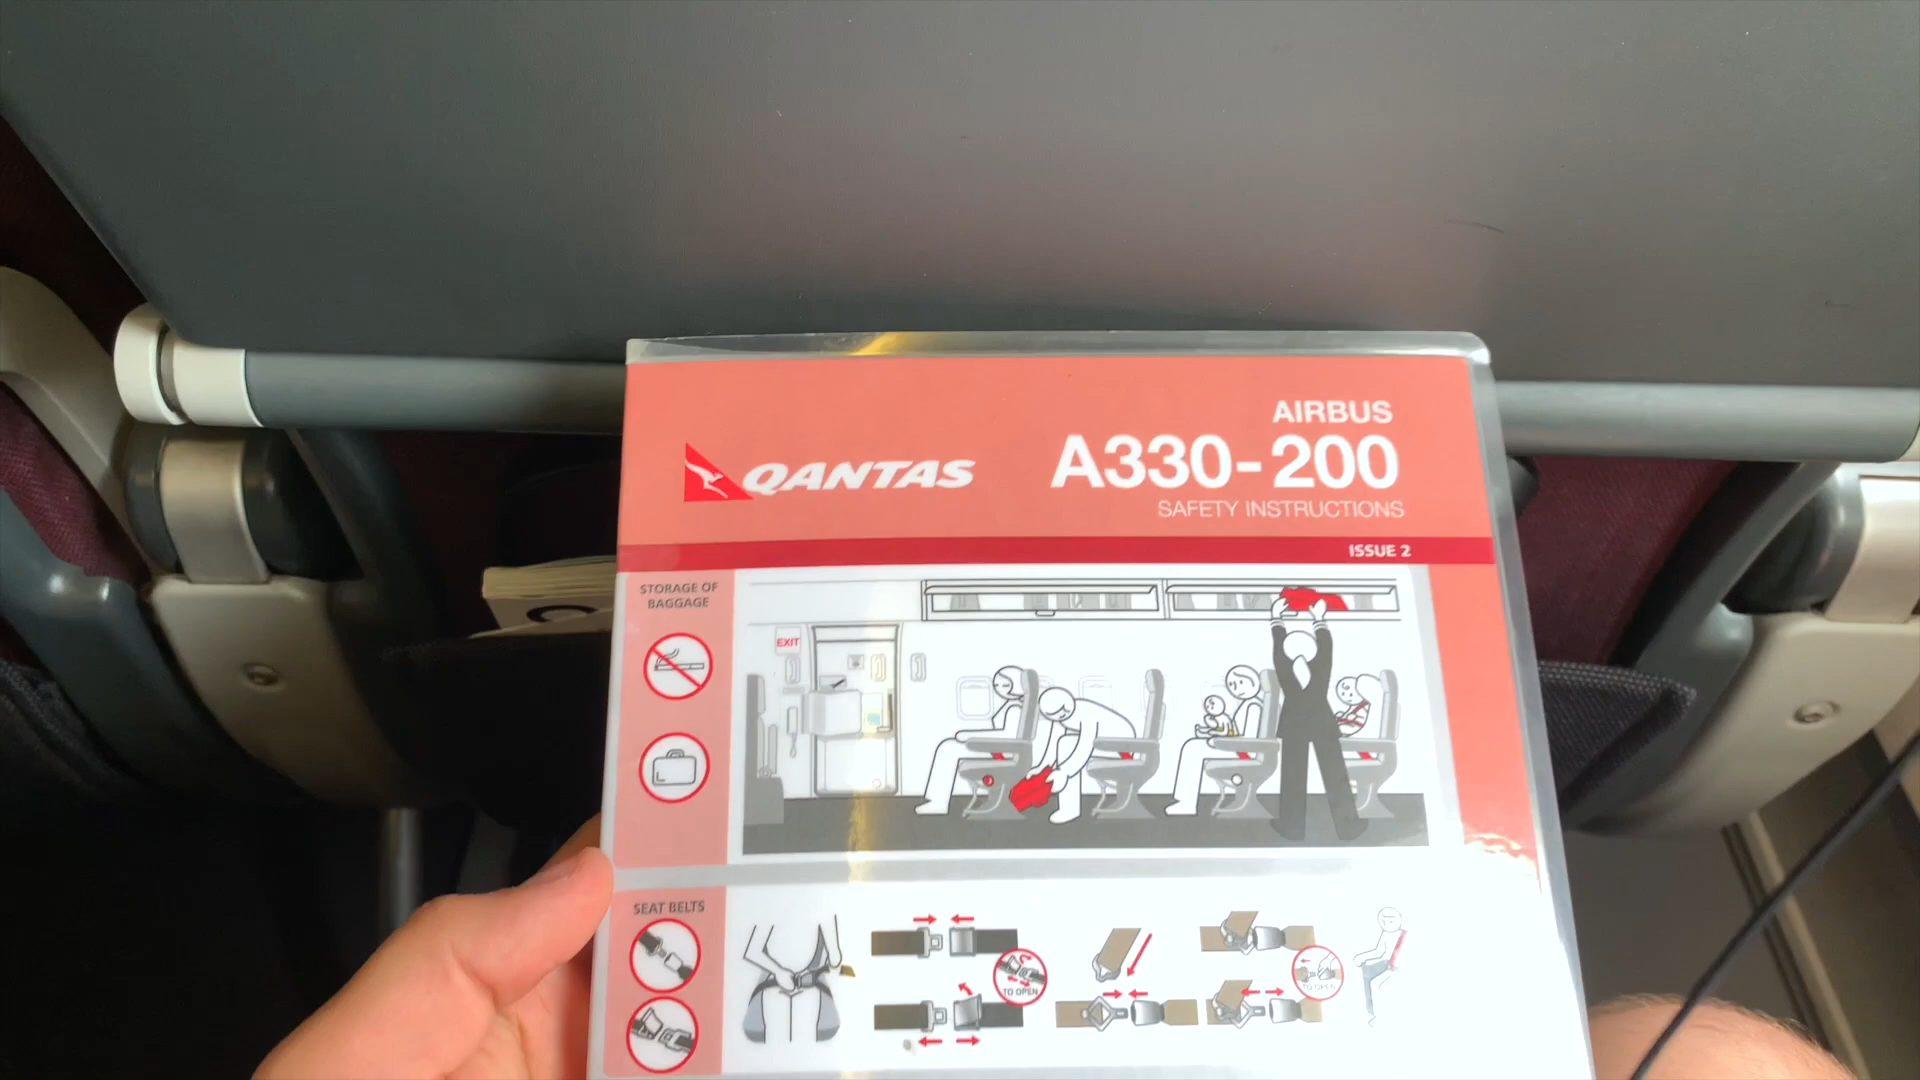 AIRBUS
QANTAS
A330-200
SAFETY INSTRUCTIONS
ISSUE 2
STORAGE OF
BAGGAGE
EXIT
SEAT BELTS
TO OPEN
TO OPEN